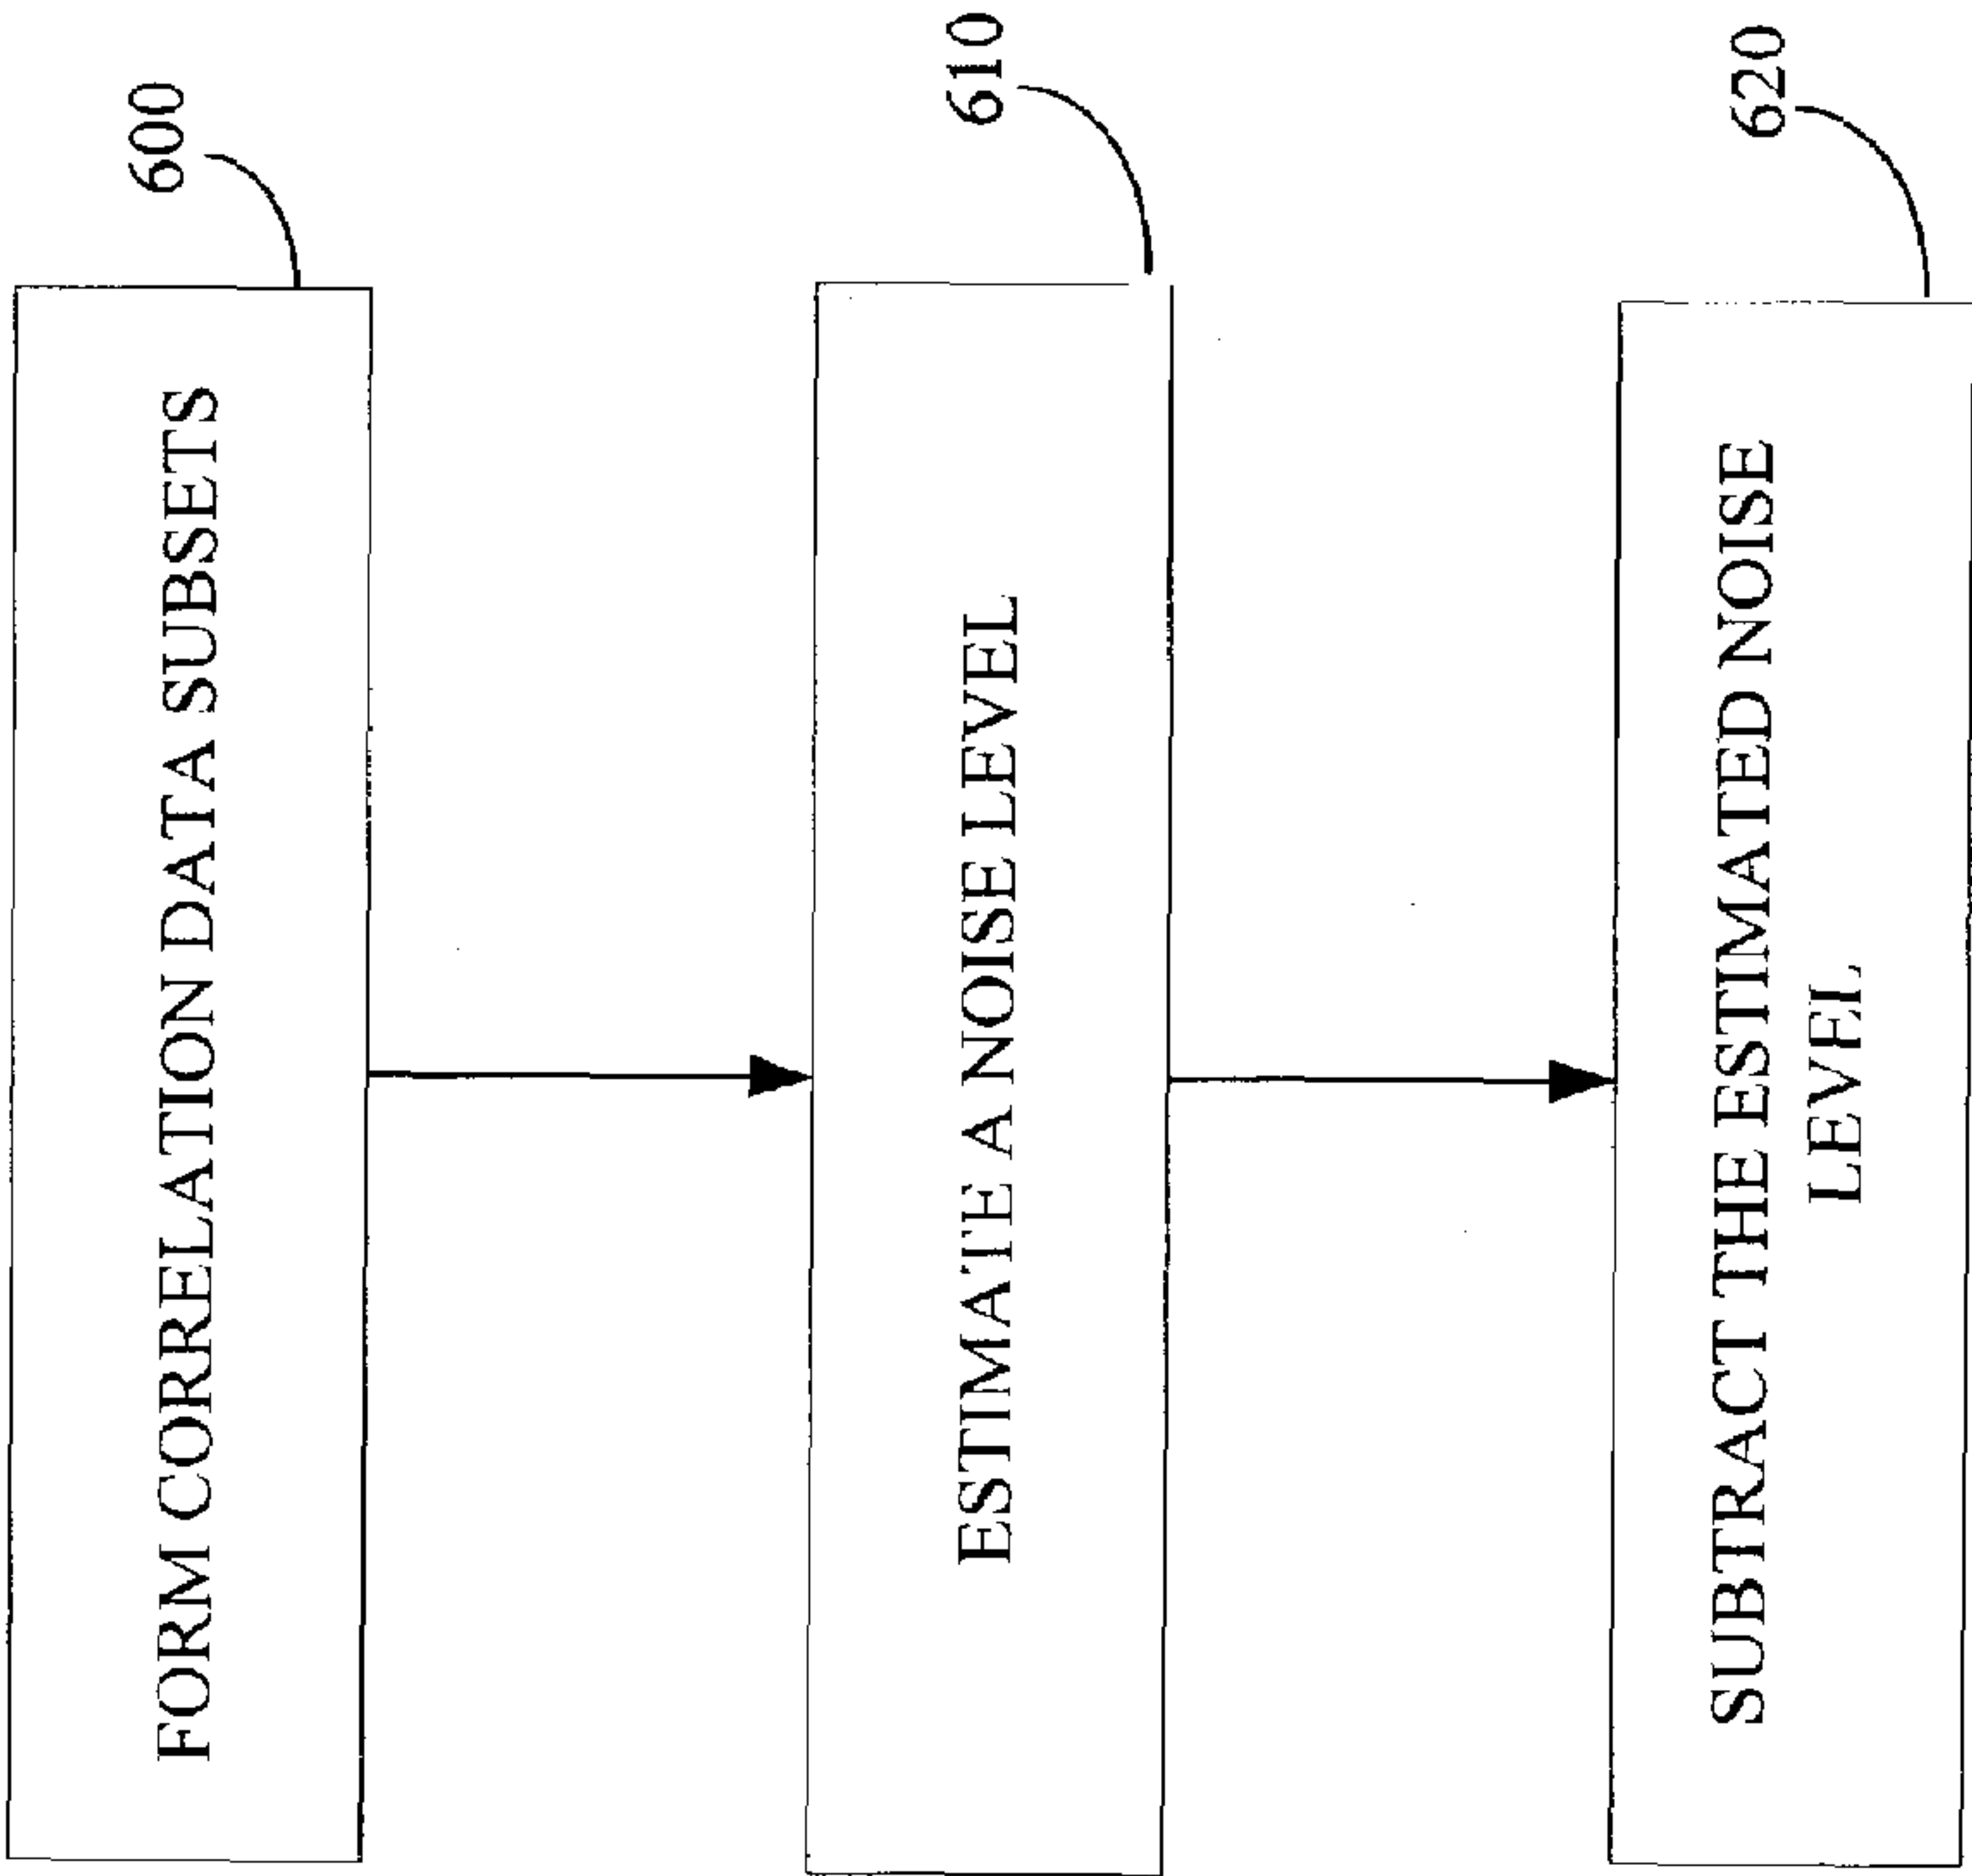 600
FORM CORRELATION DATA SUBSETS
610
ESTIMATE A NOISE LEVEL
620
SUBTRACT THE ESTIMATED NOISE
LEVEL